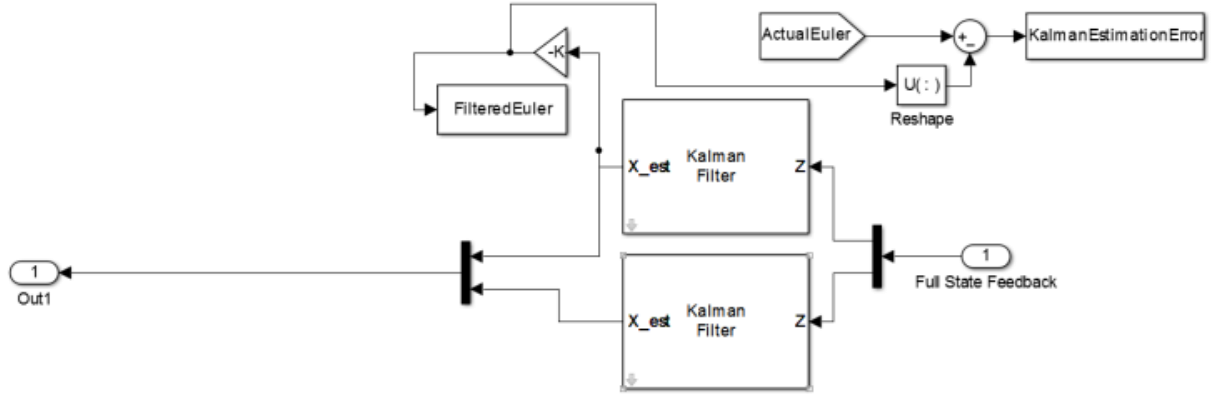 ActualEuler
+
-
KalmanEstimationError
-K
U( : )
Reshape
FilteredEuler
X_est
Kalman
Filter
Z
1
Out1
1
Full State Feedback
X_est
Kalman
Filter
Z